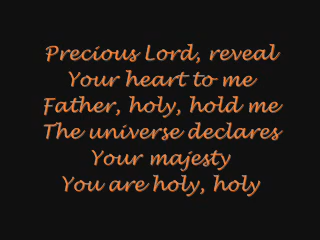 Precious Lord, reveal
Your heart to me
Father, holy, hold me
The universe declares
Your majesty
You are holy, holy